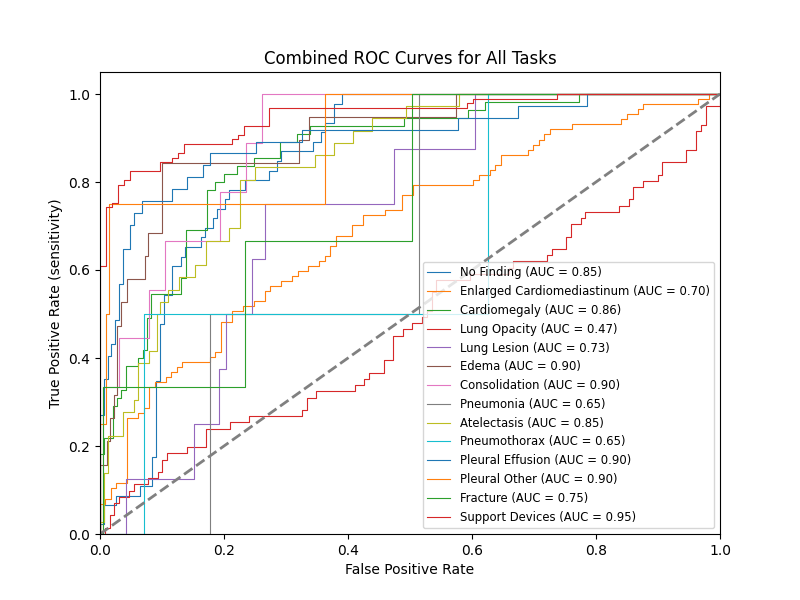 Combined ROC Curves for All Tasks
True Positive Rate (sensitivity)
1.0
0.8
0.6
0.4
0.2
0.0
No Finding (AUC = 0.85)
Enlarged Cardiomediastinum (AUC = 0.70)
Cardiomegaly (AUC = 0.86)
Lung Opacity (AUC = 0.47)
Lung Lesion (AUC = 0.73)
Edema (AUC = 0.90)
Consolidation (AUC = 0.90)
Pneumonia (AUC = 0.65)
Atelectasis (AUC = 0.85)
Pneumothorax (AUC = 0.65)
Pleural Effusion (AUC = 0.90)
Pleural Other (AUC = 0.90)
Fracture (AUC = 0.75)
Support Devices (AUC = 0.95)
0.0 0.2 0.4 0.6 0.8 1.0
False Positive Rate